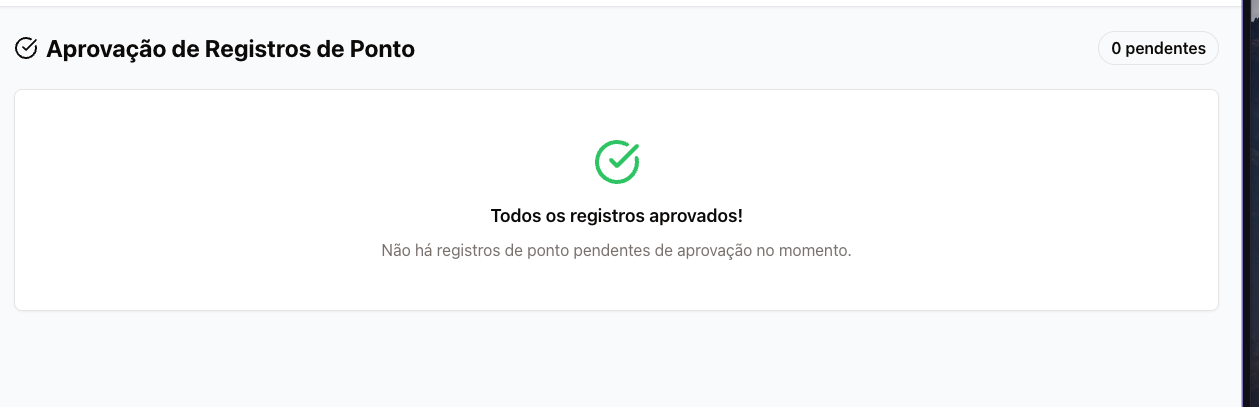 Aprovação de Registros de Ponto
0 pendentes
Todos os registros aprovados!
Não há registros de ponto pendentes de aprovação no momento.